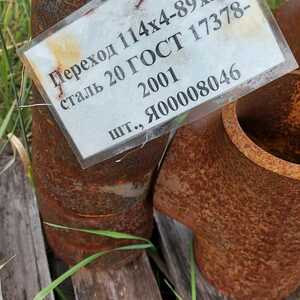 Переход 114х4-89х
сталь 20 ГОСТ 17378-
2001
шт., Я00008046